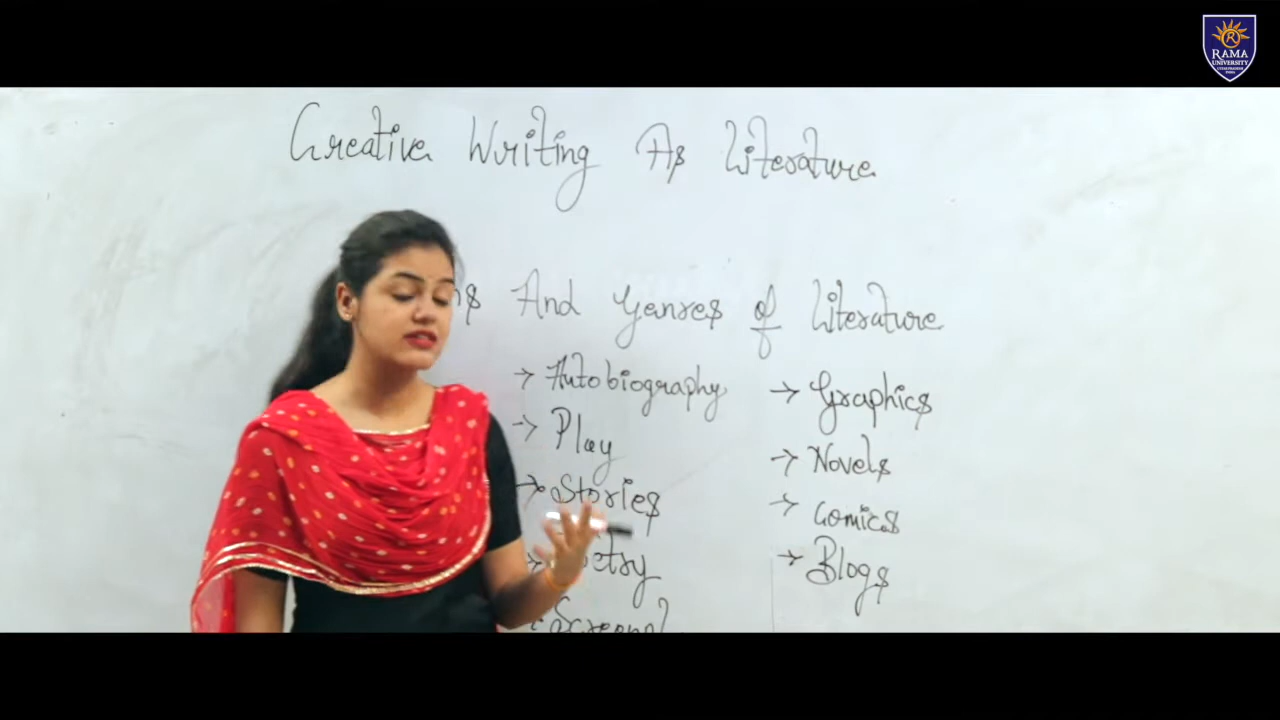 RAMA
UNIVERSITY
Creative Writing As Literature
And Genres of Literature
→ Autobiography
→ Play
→ Stories
→ Graphics
→ Novels
→ Comics
→ Blogs